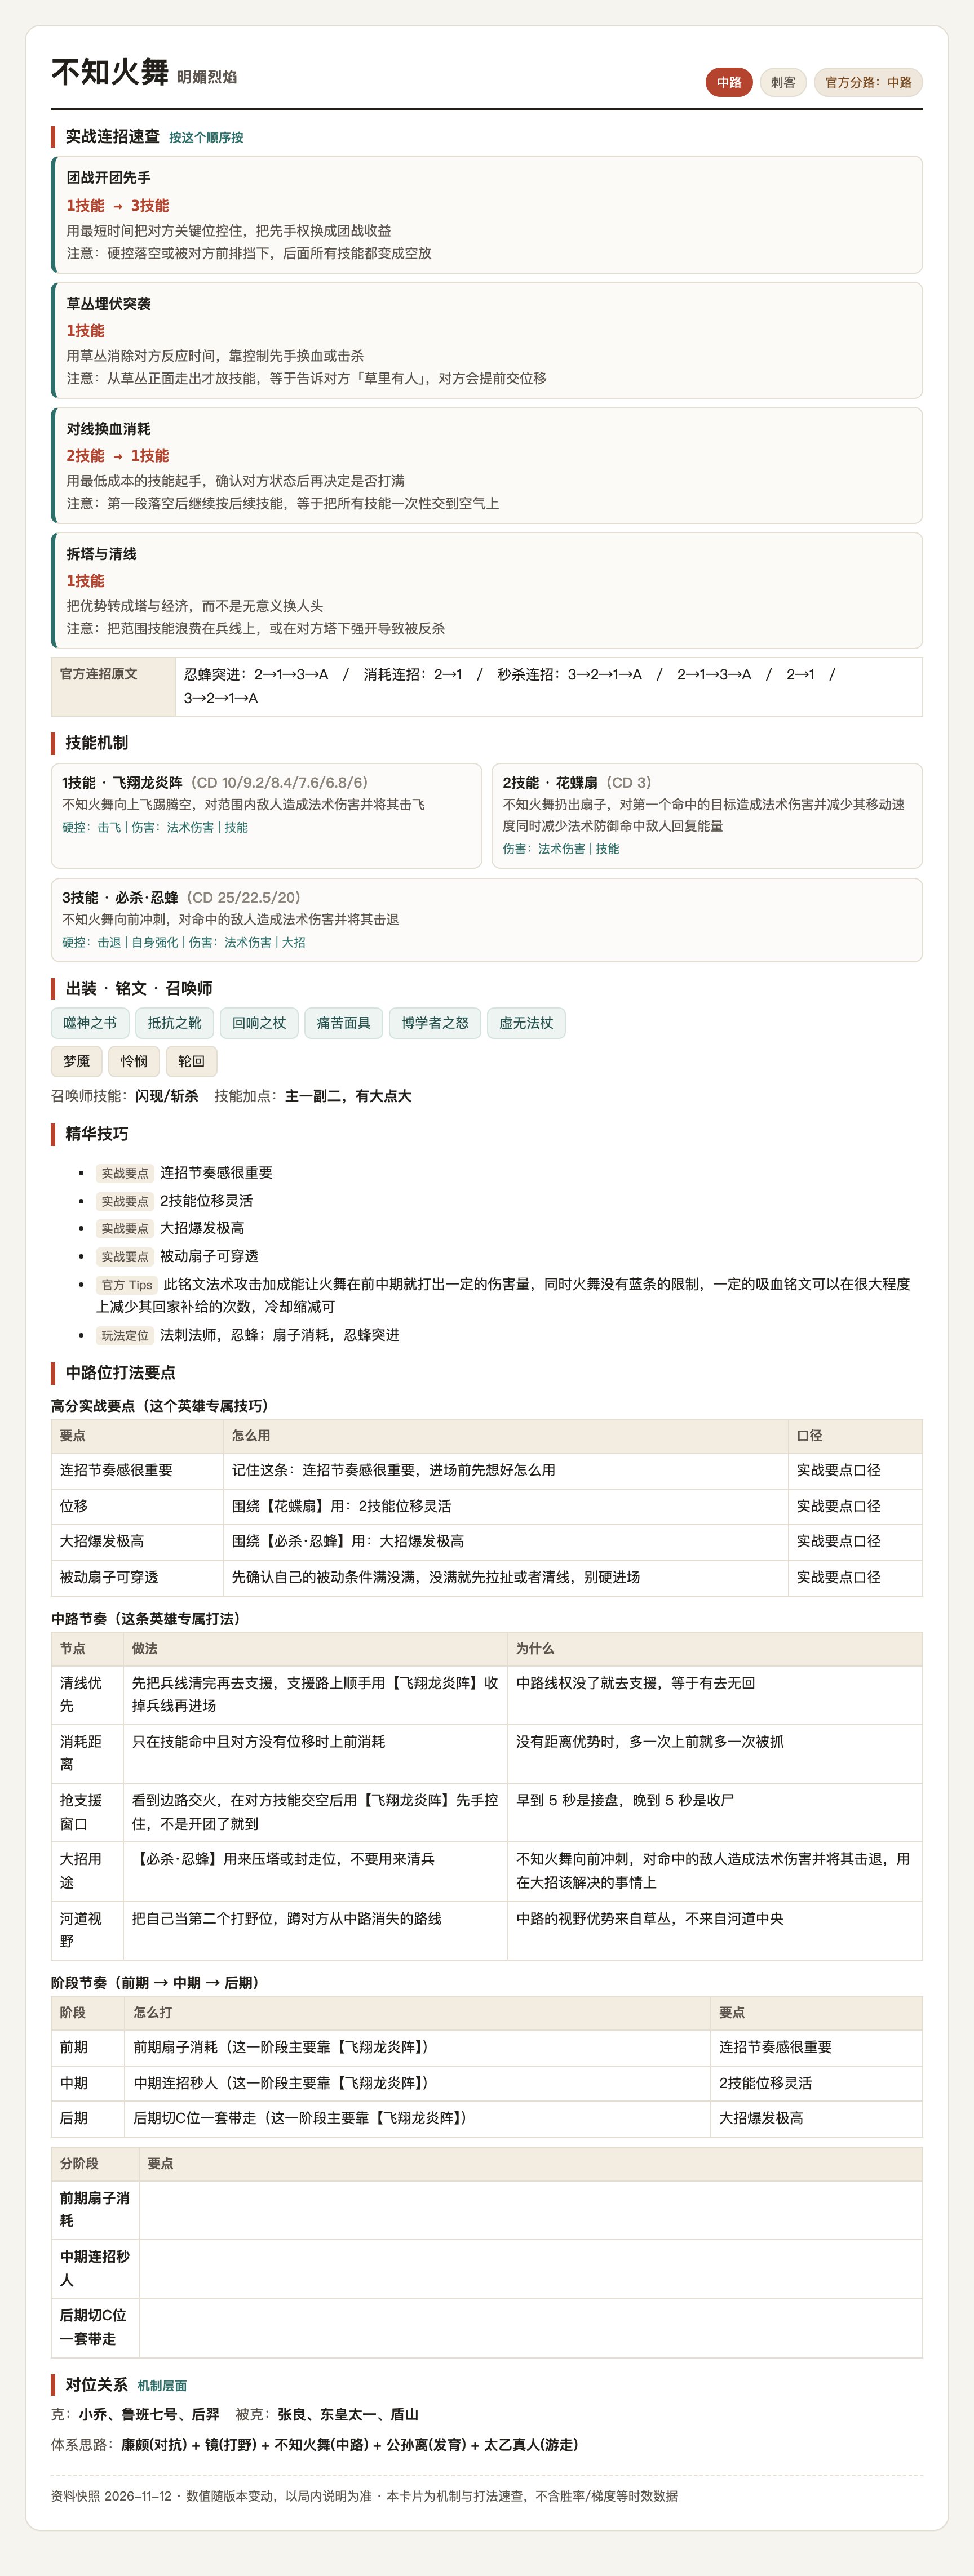 不知火舞 明媚烈焰
中路 刺客 官方分路：中路
实战连招速查 按这个顺序按
团战开团先手
1技能 → 3技能
用最短时间把对方关键位控住，把先手权换成团战收益
注意：硬控落空或被对方前排挡下，后面所有技能都变成空放
草丛埋伏突袭
1技能
用草丛消除对方反应时间，靠控制先手换血或击杀
注意：从草丛正面走出才放技能，等于告诉对方「草里有人」，对方会提前交位移
对线换血消耗
2技能 → 1技能
用最低成本的技能起手，确认对方状态后再决定是否打满
注意：第一段落空后继续按后续技能，等于把所有技能一次性交到空气上
拆塔与清线
1技能
把优势转成塔与经济，而不是无意义换人头
注意：把范围技能浪费在兵线上，或在对方塔下强开导致被反杀
官方连招原文
忍蜂突进：2→1→3→A / 消耗连招：2→1 / 秒杀连招：3→2→1→A / 2→1→3→A / 2→1 /
3→2→1→A
技能机制
1技能 · 飞翔龙炎阵（CD 10/9.2/8.4/7.6/6.8/6）
不知火舞向上飞踢腾空，对范围内敌人造成法术伤害并将其击飞
硬控：击飞 | 伤害：法术伤害 | 技能
2技能 · 花蝶扇（CD 3）
不知火舞扔出扇子，对第一个命中的目标造成法术伤害并减少其移动速
度同时减少法术防御命中敌人回复能量
伤害：法术伤害 | 技能
3技能 · 必杀·忍蜂（CD 25/22.5/20）
不知火舞向前冲刺，对命中的敌人造成法术伤害并将其击退
硬控：击退 | 自身强化 | 伤害：法术伤害 | 大招
出装 · 铭文 · 召唤师
噬神之书 抵抗之靴 回响之杖 痛苦面具 博学者之怒 虚无法杖
梦魇 怜悯 轮回
召唤师技能：闪现/斩杀 技能加点：主一副二，有大点大
精华技巧
实战要点 连招节奏感很重要
实战要点 2技能位移灵活
实战要点 大招爆发极高
实战要点 被动扇子可穿透
官方 Tips 此铭文法术攻击加成能让火舞在前中期就打出一定的伤害量，同时火舞没有蓝条的限制，一定的吸血铭文可以在很大程度
上减少其回家补给的次数，冷却缩减可
玩法定位 法刺法师，忍蜂；扇子消耗，忍蜂突进
中路位打法要点
高分实战要点（这个英雄专属技巧）
要点 怎么用 口径
连招节奏感很重要 记住这条：连招节奏感很重要，进场前先想好怎么用 实战要点口径
位移 围绕【花蝶扇】用：2技能位移灵活 实战要点口径
大招爆发极高 围绕【必杀·忍蜂】用：大招爆发极高 实战要点口径
被动扇子可穿透 先确认自己的被动条件满没满，没满就先拉扯或者清线，别硬进场 实战要点口径
中路节奏（这条英雄专属打法）
节点 做法 为什么
清线优
先
先把兵线清完再去支援，支援路上顺手用【飞翔龙炎阵】收
掉兵线再进场
中路线权没了就去支援，等于有去无回
消耗距
离
只在技能命中且对方没有位移时上前消耗
没有距离优势时，多一次上前就多一次被抓
抢支援
窗口
看到边路交火，在对方技能交空后用【飞翔龙炎阵】先手控
住，不是开团了就到
早到 5 秒是接盘，晚到 5 秒是收尸
大招用
途
【必杀·忍蜂】用来压塔或封走位，不要用来清兵
不知火舞向前冲刺，对命中的敌人造成法术伤害并将其击退，用
在大招该解决的事情上
河道视
野
把自己当第二个打野位，蹲对方从中路消失的路线
中路的视野优势来自草丛，不来自河道中央
阶段节奏（前期 → 中期 → 后期）
阶段 怎么打 要点
前期 前期扇子消耗（这一阶段主要靠【飞翔龙炎阵】） 连招节奏感很重要
中期 中期连招秒人（这一阶段主要靠【飞翔龙炎阵】） 2技能位移灵活
后期 后期切C位一套带走（这一阶段主要靠【飞翔龙炎阵】） 大招爆发极高
分阶段 要点
前期扇子消
耗
中期连招秒
人
后期切C位
一套带走
对位关系 机制层面
克：小乔、鲁班七号、后羿 被克：张良、东皇太一、盾山
体系思路：廉颇(对抗) + 镜(打野) + 不知火舞(中路) + 公孙离(发育) + 太乙真人(游走)
资料快照 2026-11-12 · 数值随版本变动，以局内说明为准 · 本卡片为机制与打法速查，不含胜率/梯度等时效数据